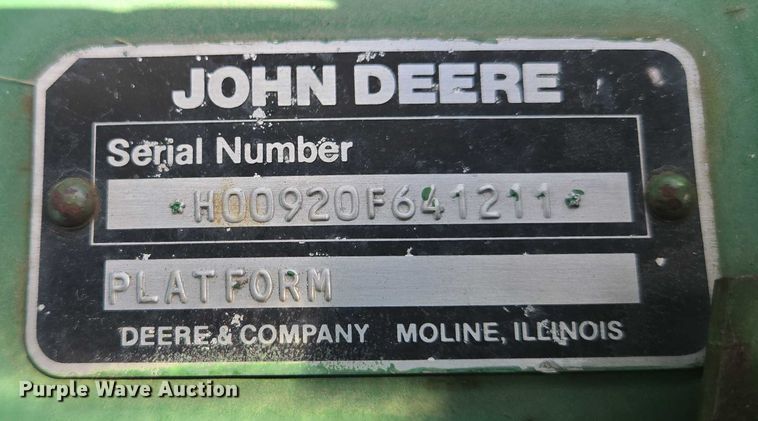 JOHN DEERE
Serial Number
*H00920F641211*
PLATFORM
DEERE & COMPANY MOLINE, ILLINOIS
Purple Wave Auction